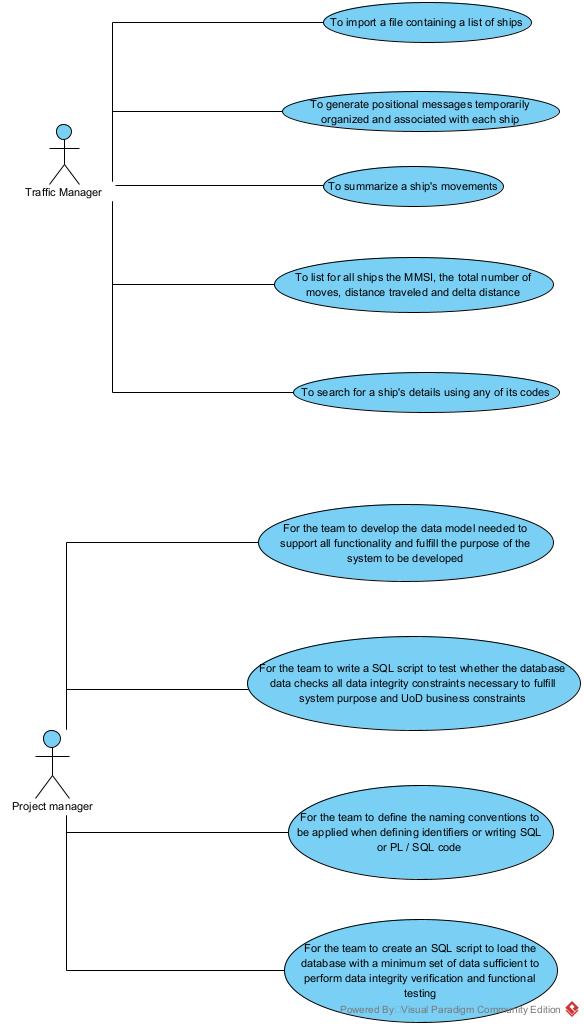 To import a file containing a list of ships
To generate positional messages temporarily
organized and associated with each ship
Traffic Manager
To summarize a ship's movements
To list for all ships the MMSI, the total number of
moves, distance traveled and delta distance
To search for a ship's details using any of its codes
For the team to develop the data model needed to
support all functionality and fulfill the purpose of the
system to be developed
For the team to write a SQL script to test whether the database
data checks all data integrity constraints necessary to fulfill
system purpose and UoD business constraints
Project manager
For the team to define the naming conventions to
be applied when defining identifiers or writing SQL
or PL / SQL code
For the team to create an SQL script to load the
database with a minimum set of data sufficient to
perform data integrity verification and functional
testing
Powered By: Visual Paradigm Community Edition